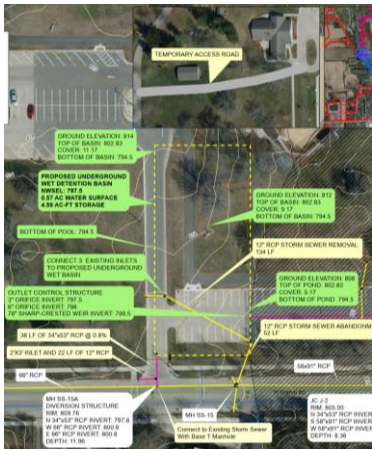 TEMPORARY ACCESS ROAD
GROUND ELEVATION: 814
TOP OF BASIN: 802.83
COVER: 11.17
BOTTOM OF BASIN: 794.5
PROPOSED UNDERGROUND
WET DETENTION BASIN
NWSEL: 797.5
0.57 AC WATER SURFACE
4.59 AC-FT STORAGE
GROUND ELEVATION: 812
TOP OF BASIN: 802.83
COVER: 9.17
BOTTOM OF BASIN: 794.5
BOTTOM OF POOL: 794.5
12" RCP STORM SEWER REMOVAL
134 LF
CONNECT 3 EXISTING INLETS
TO PROPOSED UNDERGROUND
WET BASIN
GROUND ELEVATION: 808
TOP OF POND: 802.83
COVER: 5.17
BOTTOM OF POND: 794.5
OUTLET CONTROL STRUCTURE
3" ORIFICE INVERT: 797.5
6" ORIFICE INVERT: 798
78" SHARP-CRESTED WEIR INVERT: 799.5
12" RCP STORM SEWER ABANDONM
52 LF
38 LF OF 34"x53" RCP @ 0.8%
2'X3' INLET AND 22 LF OF 12" RCP
66" RCP
58x91" RCP
MH SS-15A
DIVERSION STRUCTURE
RIM: 809.76
N 34"x53" RCP INVERT: 797.8
W 66" RCP INVERT: 800.8
E 66" RCP INVERT: 800.8
DEPTH: 11.96
MH SS-15
Connect to Existing Storm Sewer
With Base T Manhole
JC J-2
RIM: 805.50
N 34"x53" RCP INVER
S 58"x91" RCP INVER
W 58"x91" RCP INVER
DEPTH: 8.36